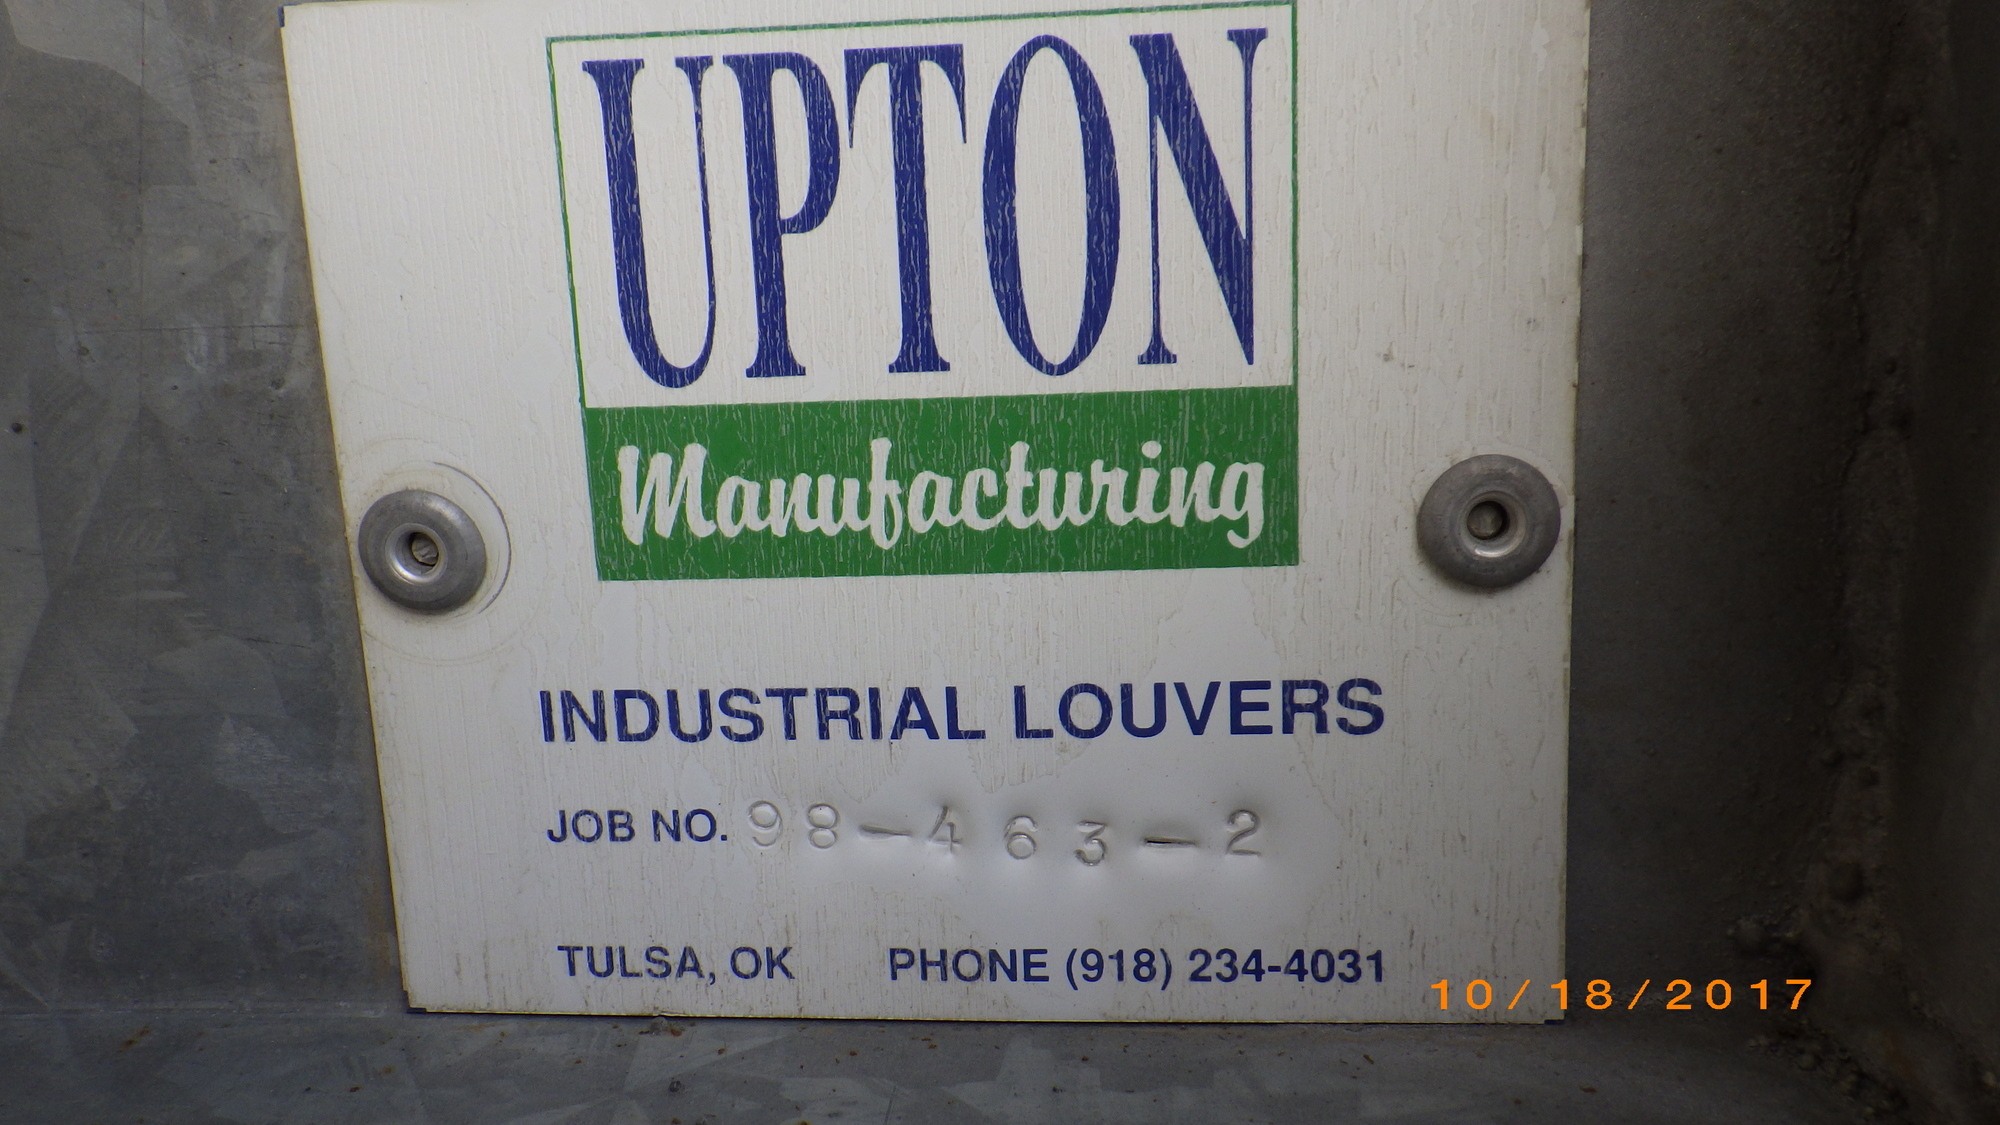 UPTON
Manufacturing
INDUSTRIAL LOUVERS
JOB NO. 98-463-2
TULSA, OK PHONE (918) 234-4031
10/18/2017